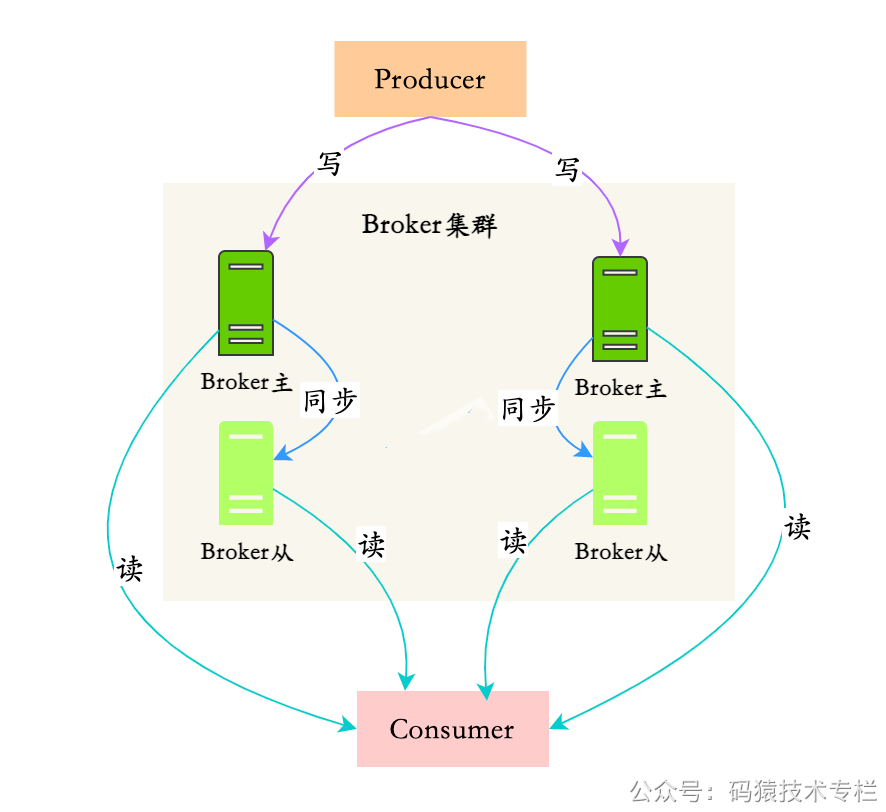 Producer
写
写
Broker集群
Broker主
Broker主
同步
同步
读
读
读
读
Broker从
Broker从
Consumer
公众号：码猿技术专栏